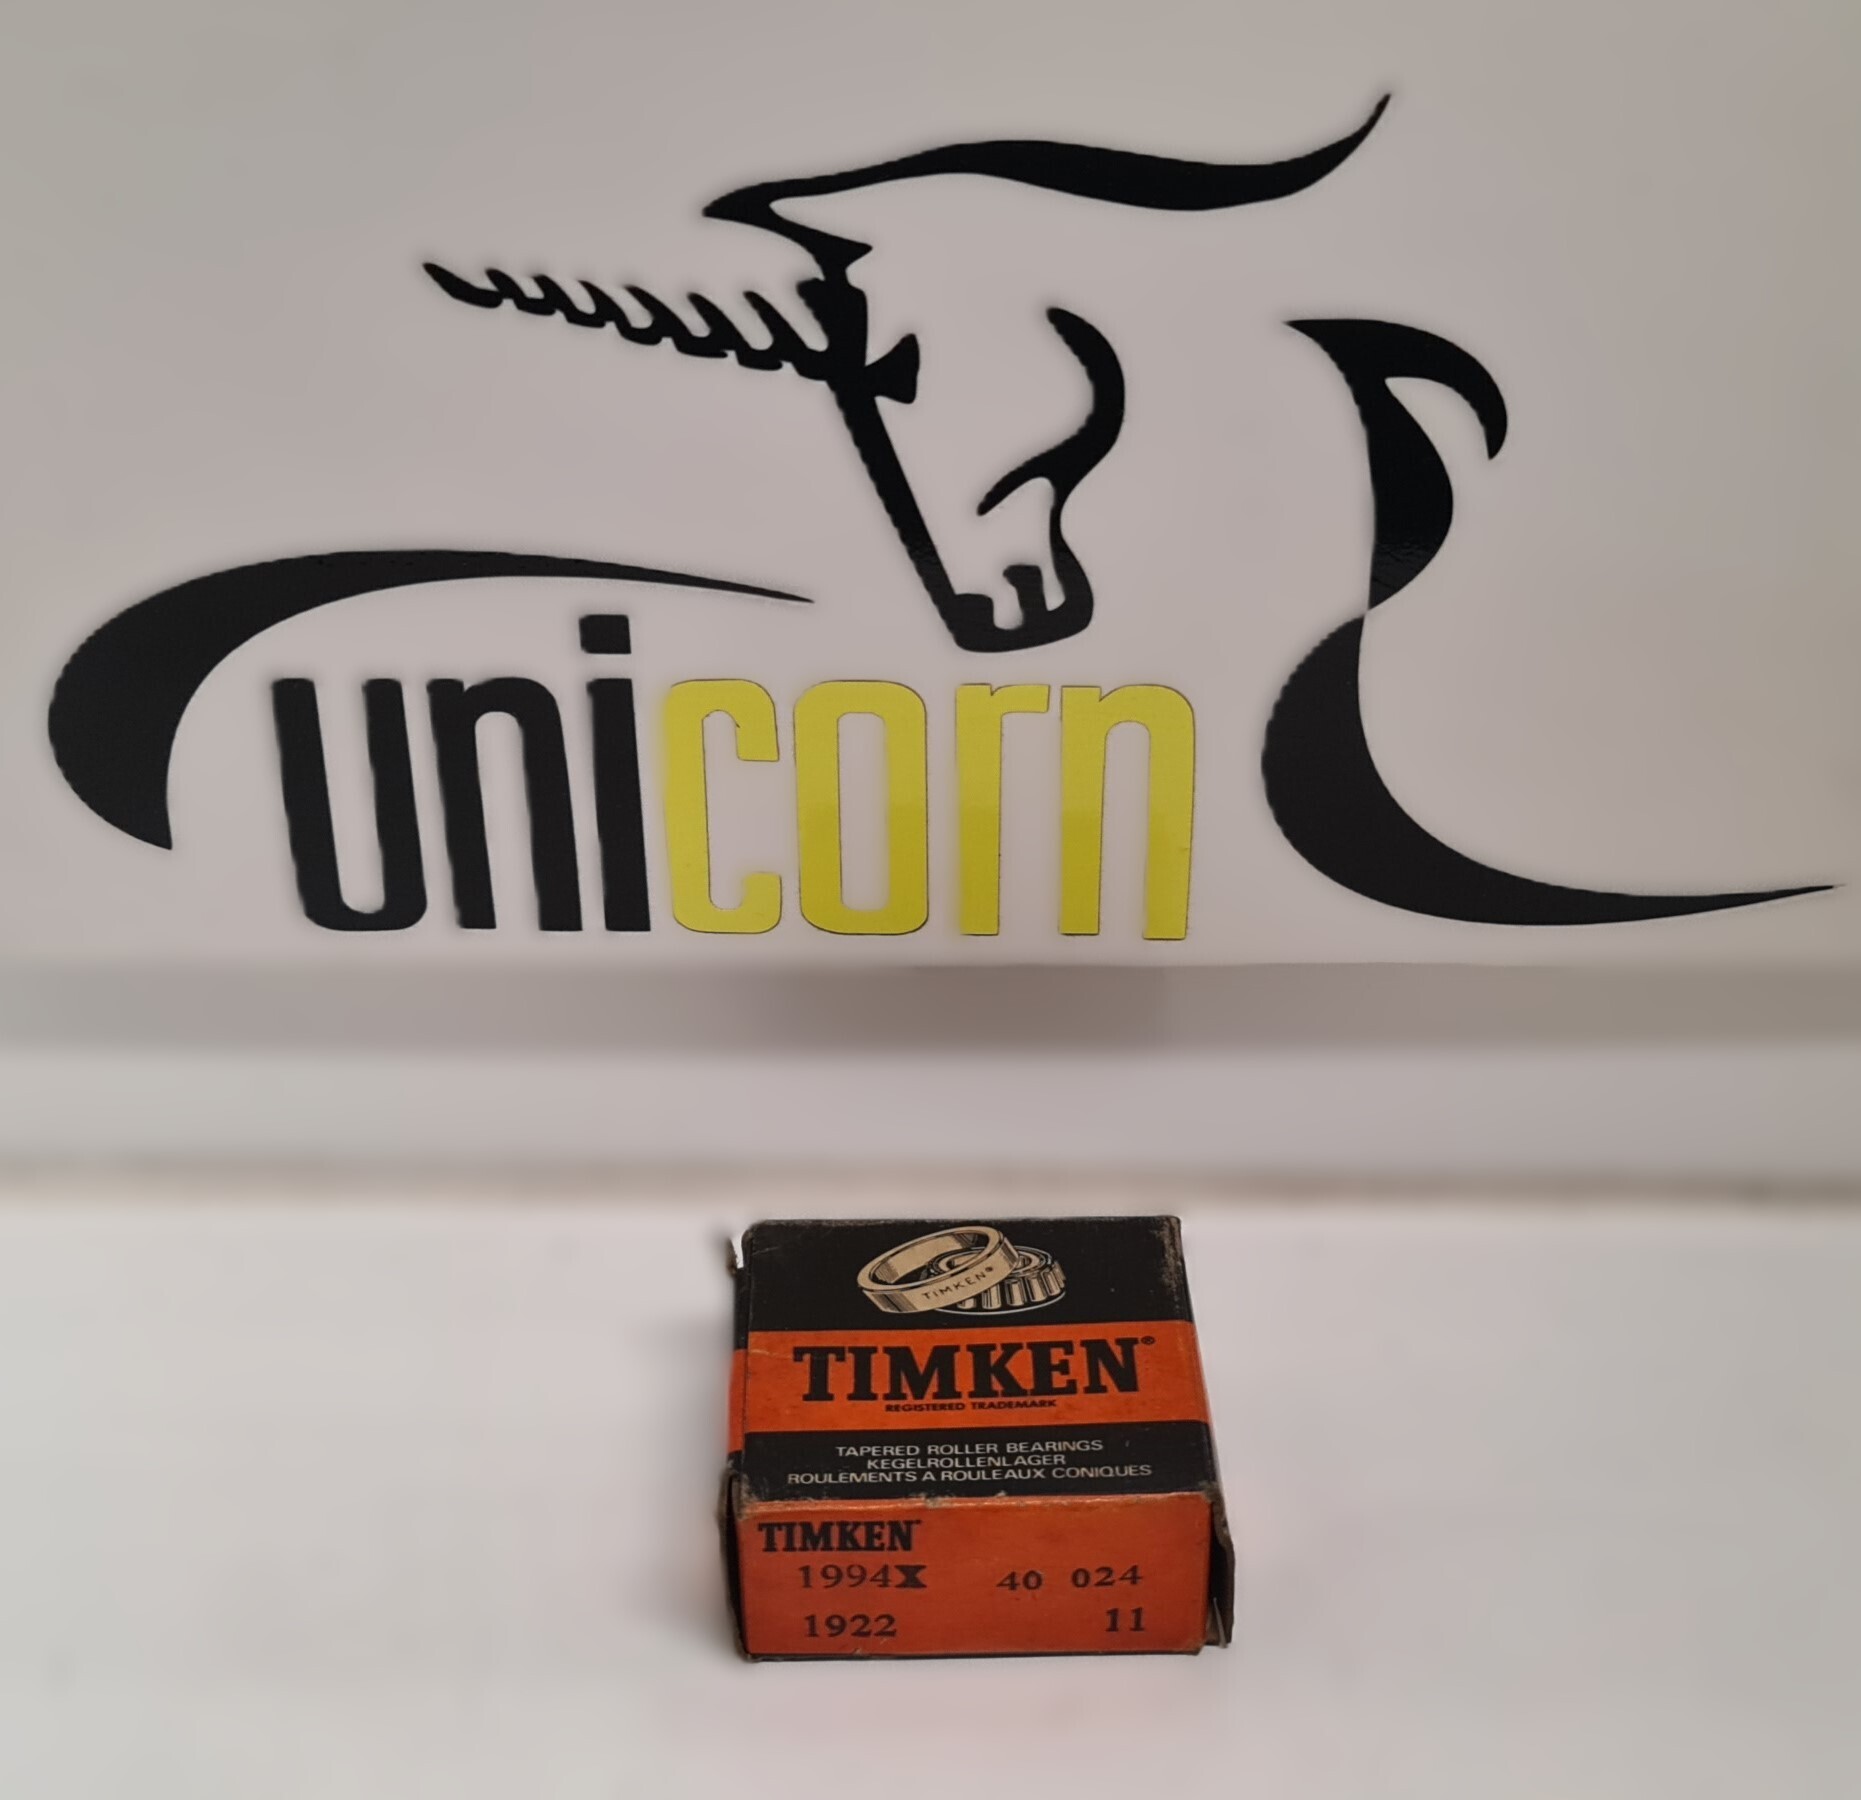 unicorn
TIMKEN®
TIMKEN®
REGISTERED TRADEMARK
TAPERED ROLLER BEARINGS
KEGELROLLENLAGER
ROULEMENTS A ROULEAUX CONIQUES
TIMKEN
1994X 40 024
1922 11